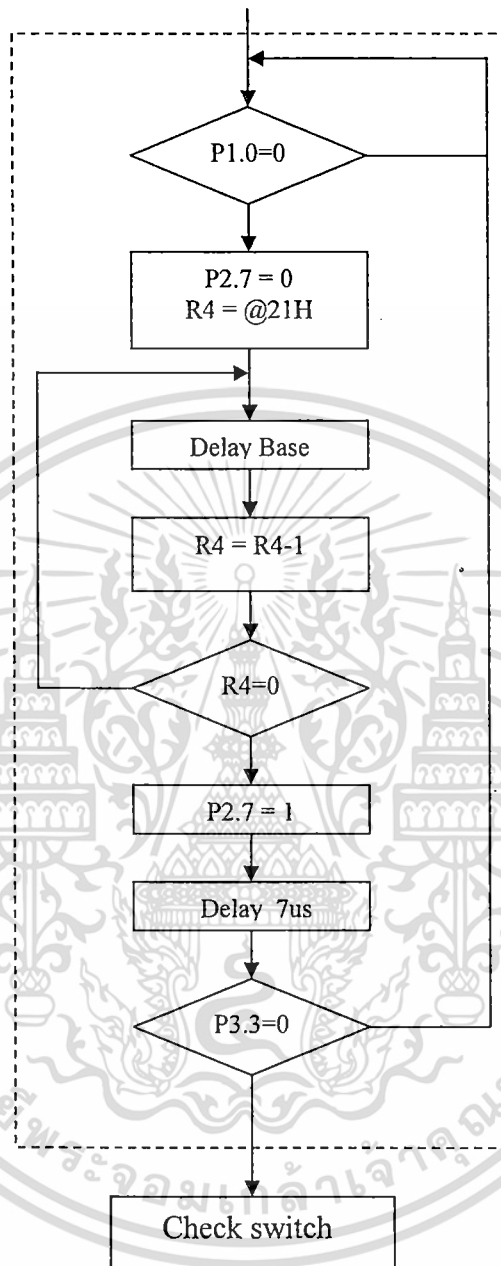 P1.0=0
P2.7 = 0
R4 = @21H
Delay Base
R4 = R4-1
R4=0
P2.7 = 1
Delay 7us
P3.3=0
Check switch